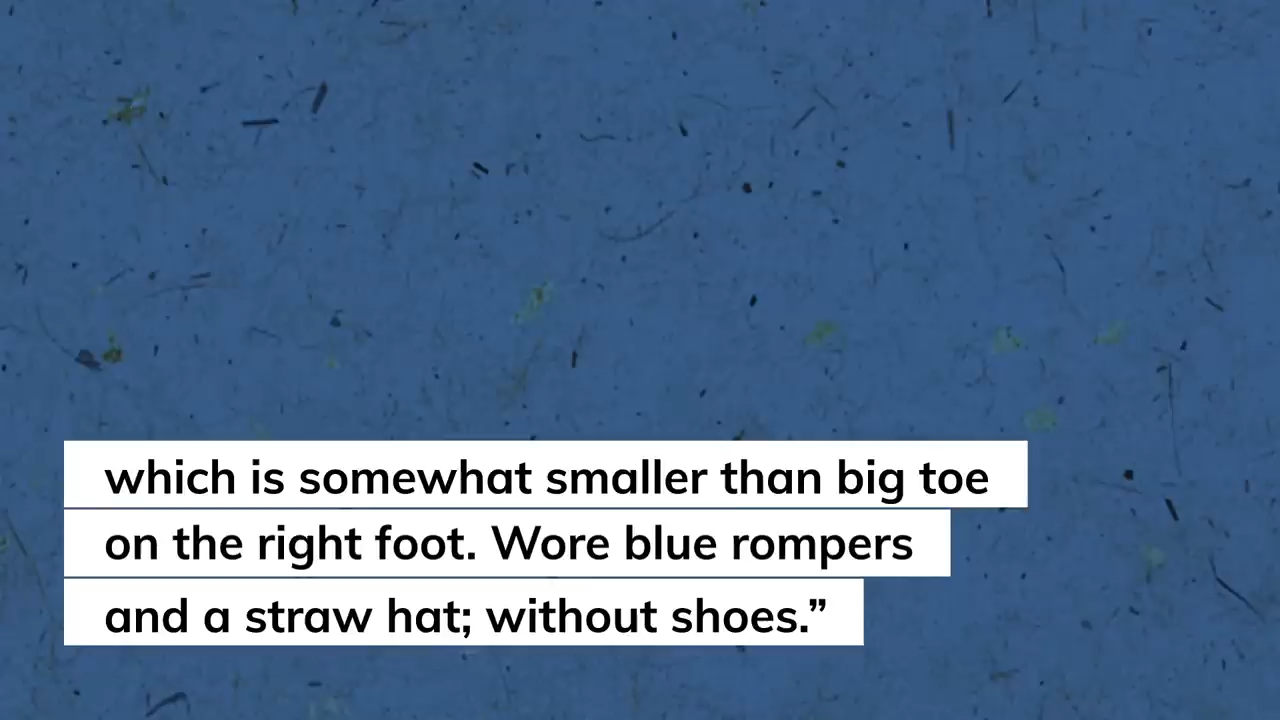 which is somewhat smaller than big toe
on the right foot. Wore blue rompers
and a straw hat; without shoes.”